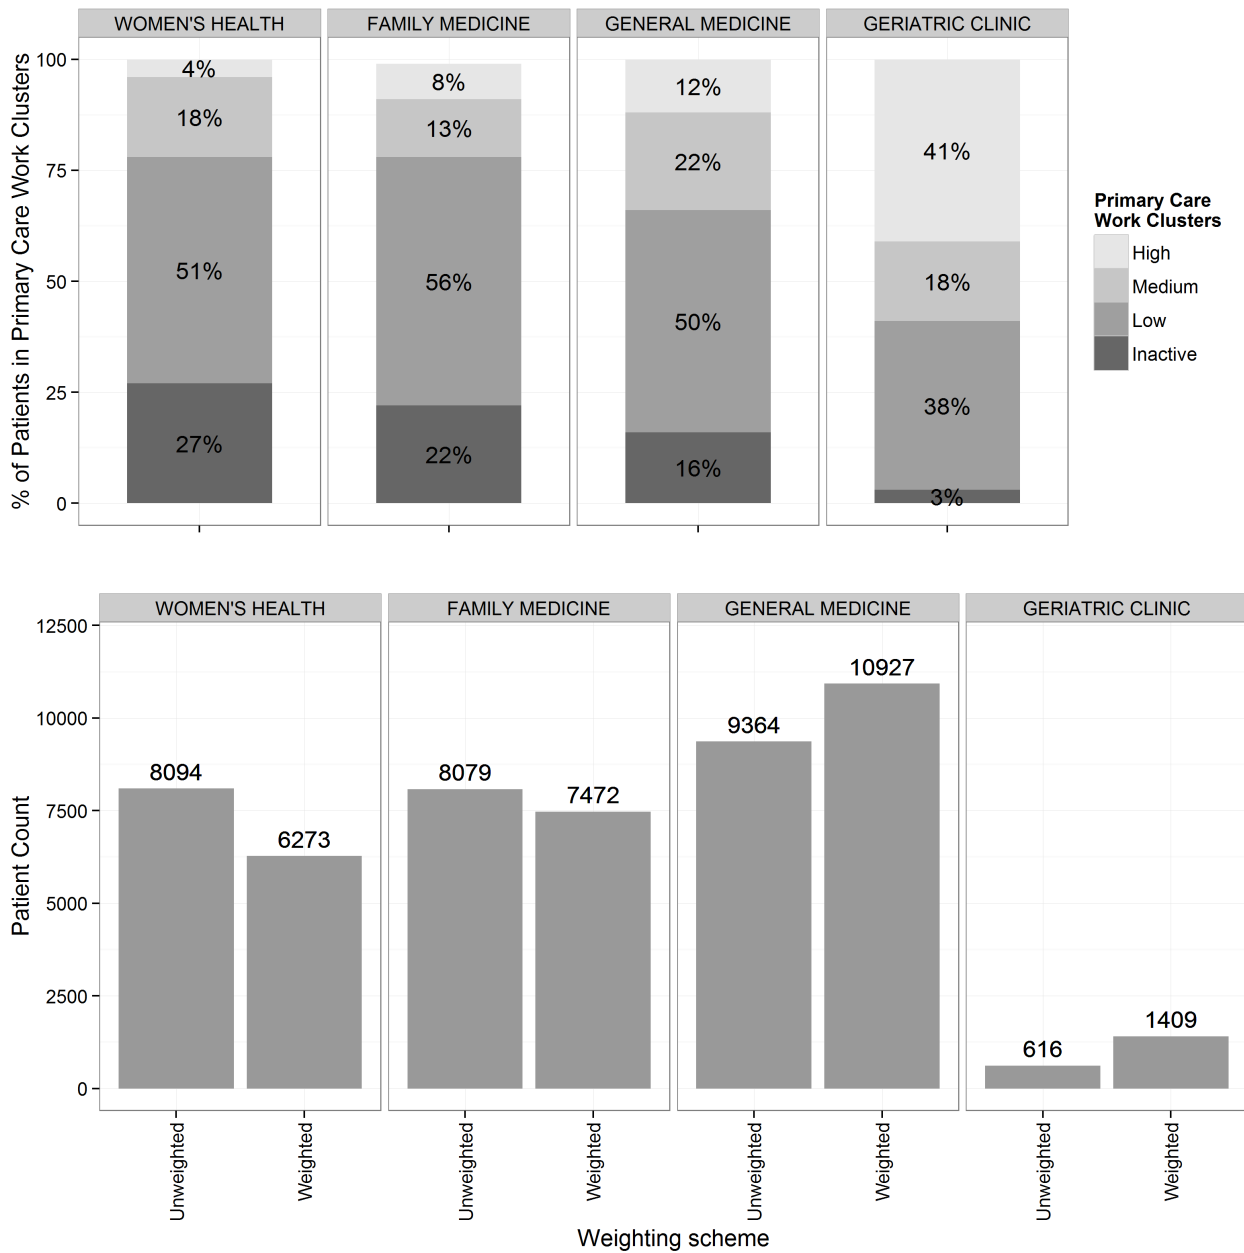 WOMEN'S HEALTH FAMILY MEDICINE GENERAL MEDICINE GERIATRIC CLINIC
% of Patients in Primary Care Work Clusters
100
75
50
25
0
4%
18%
51%
27%
8%
13%
56%
22%
12%
22%
50%
16%
41%
18%
38%
3%
Primary Care
Work Clusters
High
Medium
Low
Inactive
WOMEN'S HEALTH FAMILY MEDICINE GENERAL MEDICINE GERIATRIC CLINIC
Patient Count
12500
10000
7500
5000
2500
0
8094
6273
8079
7472
9364
10927
616
1409
Unweighted
Weighted
Unweighted
Weighted
Unweighted
Weighted
Unweighted
Weighted
Weighting scheme